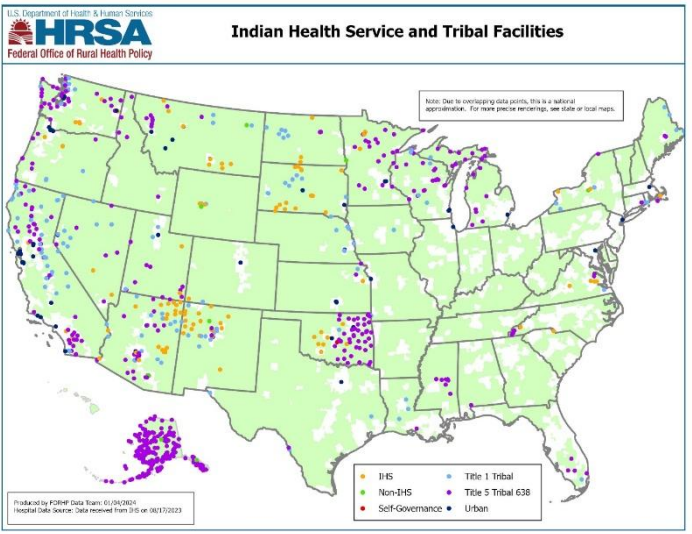 U.S. Department of Health & Human Services
HRSA
Federal Office of Rural Health Policy
Indian Health Service and Tribal Facilities
Note: Due to overlapping data points, this is a national
approximation. For more precise renderings, see state or local maps.
IHS
Non-IHS
Self-Governance
Title 1 Tribal
Title 5 Tribal 638
Urban
Produced by FORHP Data Team: 01/04/2024
Hospital Data Source: Data received from IHS on 08/17/2023